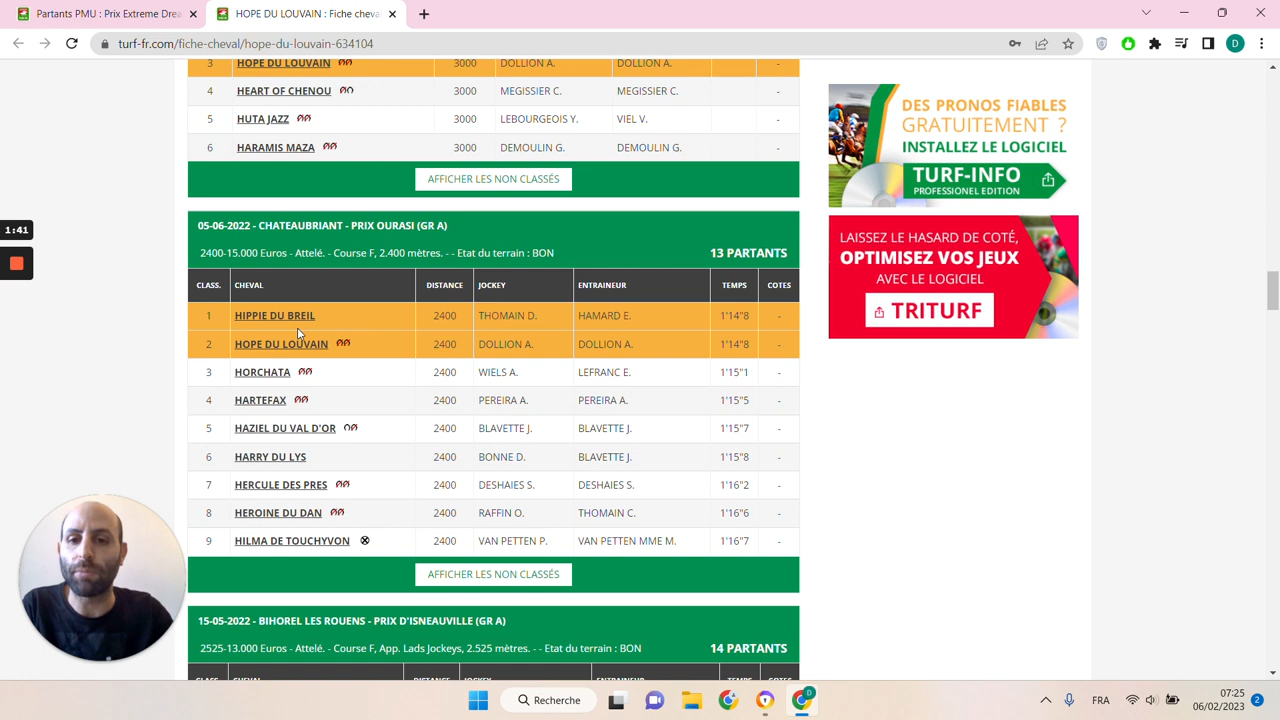 Partants PMU : Prix Extreme Drea
HOPE DU LOUVAIN : Fiche cheva
turf-fr.com/fiche-cheval/hope-du-louvain-634104
D
3 HOPE DU LOUVAIN 3000 DOLLION A. DOLLION A. -
4 HEART OF CHENOU 3000 MEGISSIER C. MEGISSIER C. -
5 HUTA JAZZ 3000 LEBOURGEOIS Y. VIEL V. -
6 HARAMIS MAZA 3000 DEMOULIN G. DEMOULIN G. -
AFFICHER LES NON CLASSÉS
05-06-2022 - CHATEAUBRIANT - PRIX OURASI (GR A)
2400-15.000 Euros - Attelé. - Course F, 2.400 mètres. - - Etat du terrain : BON 13 PARTANTS
CLASS. CHEVAL DISTANCE JOCKEY ENTRAINEUR TEMPS COTES
1 HIPPIE DU BREIL 2400 THOMAIN D. HAMARD E. 1'14"8 -
2 HOPE DU LOUVAIN 2400 DOLLION A. DOLLION A. 1'14"8 -
3 HORCHATA 2400 WIELS A. LEFRANC E. 1'15"1 -
4 HARTEFAX 2400 PEREIRA A. PEREIRA A. 1'15"5 -
5 HAZIEL DU VAL D'OR 2400 BLAVETTE J. BLAVETTE J. 1'15"7 -
6 HARRY DU LYS 2400 BONNE D. BLAVETTE J. 1'15"8 -
7 HERCULE DES PRES 2400 DESHAIES S. DESHAIES S. 1'16"2 -
8 HEROINE DU DAN 2400 RAFFIN O. THOMAIN C. 1'16"6 -
9 HILMA DE TOUCHYVON 2400 VAN PETTEN P. VAN PETTEN MME M. 1'16"7 -
AFFICHER LES NON CLASSÉS
15-05-2022 - BIHOREL LES ROUENS - PRIX D'ISNEAUVILLE (GR A)
2525-13.000 Euros - Attelé. - Course F, App. Lads Jockeys, 2.525 mètres. - - Etat du terrain : BON 14 PARTANTS
CLASS. CHEVAL DISTANCE JOCKEY ENTRAINEUR TEMPS COTES
DES PRONOS FIABLES
GRATUITEMENT ?
INSTALLEZ LE LOGICIEL
TURF-INFO
PROFESSIONEL EDITION
LAISSEZ LE HASARD DE COTÉ,
OPTIMISEZ VOS JEUX
AVEC LE LOGICIEL
TRITURF
1:41
Recherche
D
FRA
07:25
06/02/2023
2